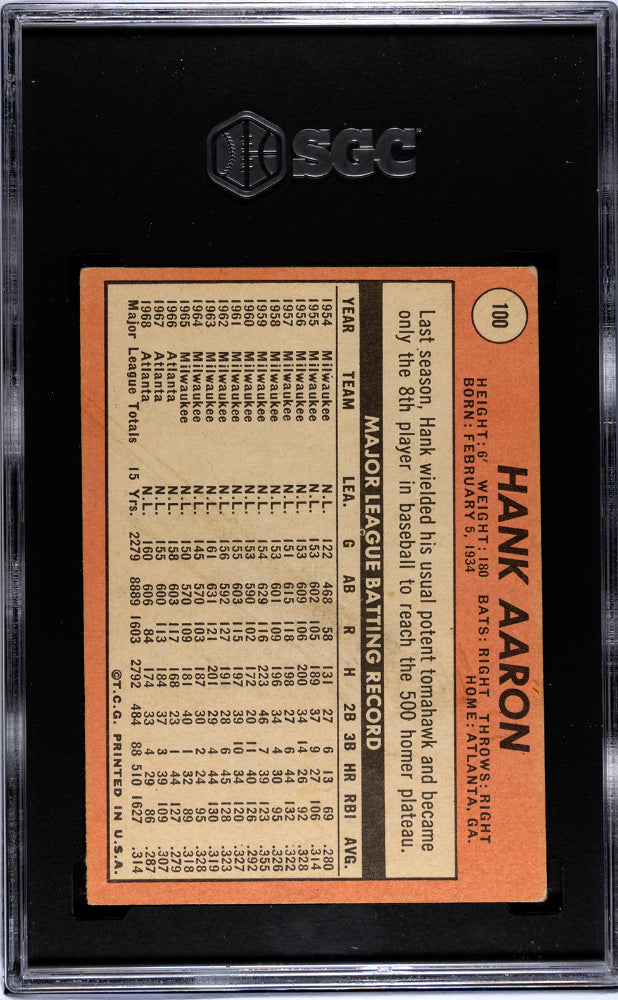 SGC
100
HANK AARON
HEIGHT: 6' WEIGHT: 180 BATS: RIGHT THROWS: RIGHT
BORN: FEBRUARY 5, 1934 HOME: ATLANTA, GA.
Last season, Hank wielded his usual potent tomahawk and became
only the 8th player in baseball to reach the 500 homer plateau.
MAJOR LEAGUE BATTING RECORD
YEAR TEAM LEA. G AB R H 2B 3B HR RBI AVG.
1954 Milwaukee N.L. 122 468 58 131 27 6 13 69 .280
1955 Milwaukee N.L. 153 602 105 189 37 9 27 106 .314
1956 Milwaukee N.L. 153 609 106 200 34 14 26 92 .328
1957 Milwaukee N.L. 151 615 118 198 27 6 44 132 .322
1958 Milwaukee N.L. 153 601 109 196 34 4 30 95 .326
1959 Milwaukee N.L. 154 629 116 223 46 7 39 123 .355
1960 Milwaukee N.L. 153 590 102 172 20 11 40 126 .292
1961 Milwaukee N.L. 155 603 115 197 39 10 34 120 .327
1962 Milwaukee N.L. 156 592 127 191 28 6 45 128 .323
1963 Milwaukee N.L. 161 631 121 201 29 4 44 130 .319
1964 Milwaukee N.L. 145 570 103 187 30 2 24 95 .328
1965 Milwaukee N.L. 150 570 109 181 40 1 32 89 .318
1966 Atlanta N.L. 158 603 117 168 23 1 44 127 .279
1967 Atlanta N.L. 155 600 113 184 37 3 39 109 .307
1968 Atlanta N.L. 160 606 84 174 33 4 29 86 .287
Major League Totals 15 Yrs. 2279 8889 1603 2792 484 88 510 1627 .314
©T.C.G. PRINTED IN U.S.A.